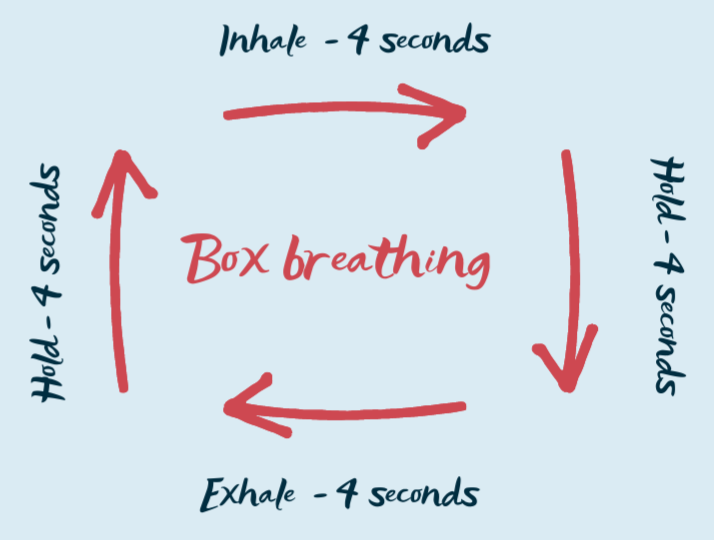 Inhale - 4 seconds
Hold - 4 seconds
Box breathing
Hold - 4 seconds
Exhale - 4 seconds